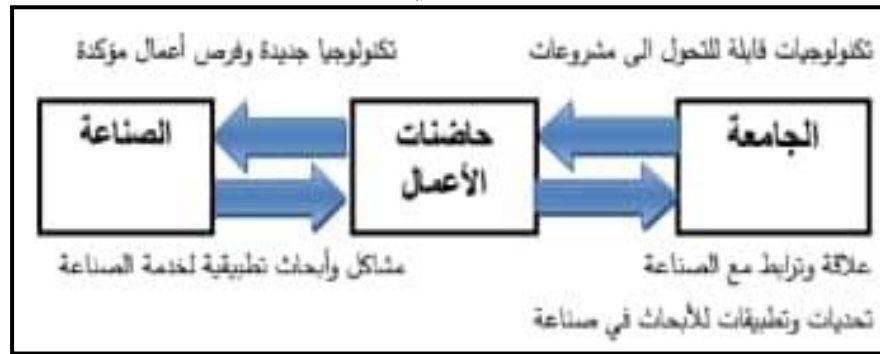 تكنولوجيات قابلة للتحول الى مشروعات
تكنولوجيا جديدة وفرص أعمال مؤكدة
الجامعة
حاضنات
الأعمال
الصناعة
علاقة وترابط مع الصناعة
مشاكل وأبحاث تطبيقية لخدمة الصناعة
تحديات وتطبيقات للأبحاث في صناعة